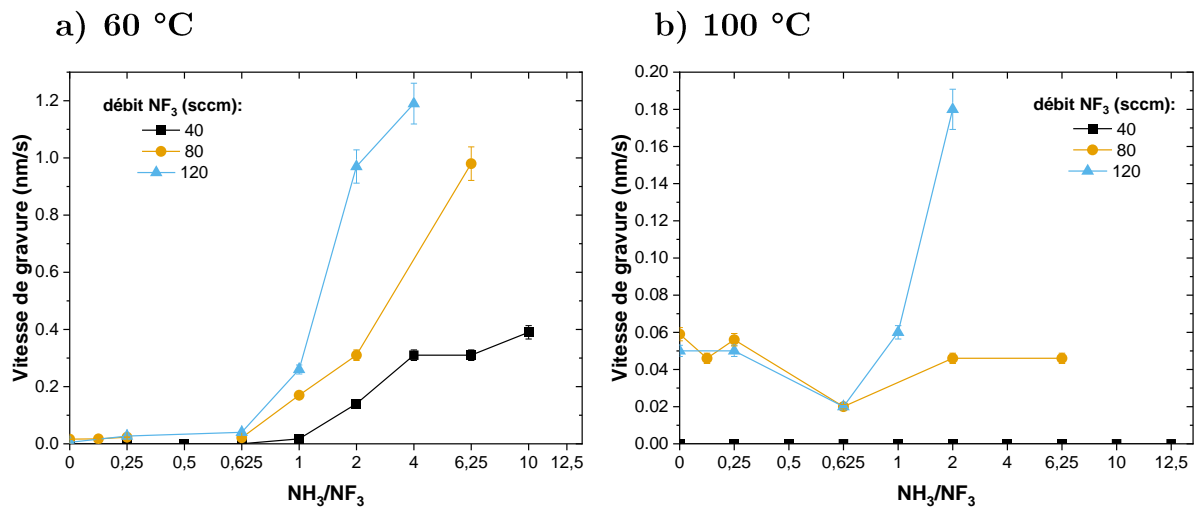 a) 60 °C
débit NF₃ (sccm):
40
80
120
Vitesse de gravure (nm/s)
1.2
1.0
0.8
0.6
0.4
0.2
0.0
0 0,25 0,5 0,625 1 2 4 6,25 10 12,5
NH₃/NF₃
b) 100 °C
débit NF₃ (sccm):
40
80
120
Vitesse de gravure (nm/s)
0.20
0.18
0.16
0.14
0.12
0.10
0.08
0.06
0.04
0.02
0.00
0 0,25 0,5 0,625 1 2 4 6,25 10 12,5
NH₃/NF₃